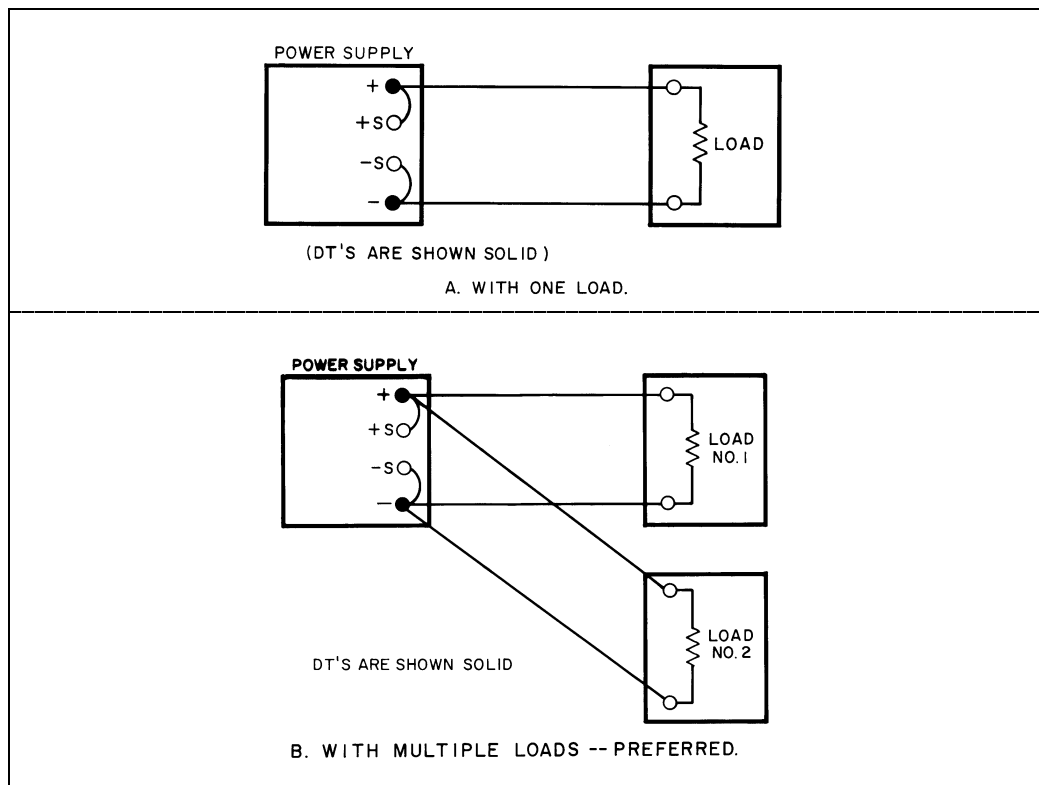 POWER SUPPLY
+
+S
-S
-
LOAD
(DT'S ARE SHOWN SOLID)
A. WITH ONE LOAD.
POWER SUPPLY
+
+S
-S
-
LOAD
NO. 1
LOAD
NO. 2
DT'S ARE SHOWN SOLID
B. WITH MULTIPLE LOADS -- PREFERRED.